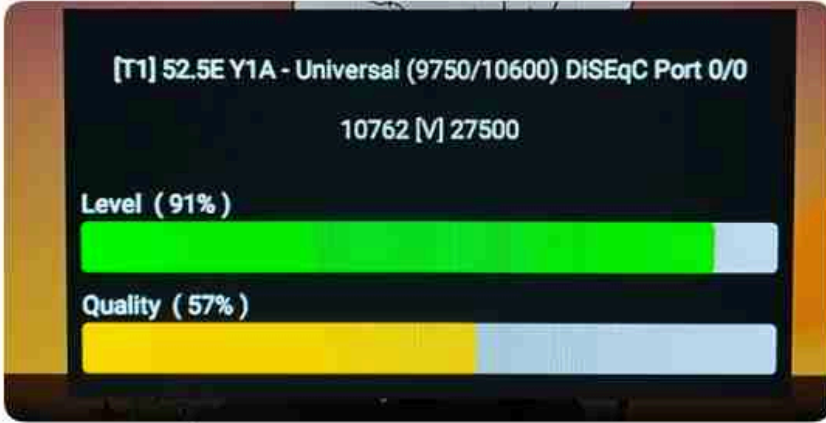 [T1] 52.5E Y1A - Universal (9750/10600) DiSEqC Port 0/0
10762 [V] 27500
Level ( 91% )
Quality ( 57% )